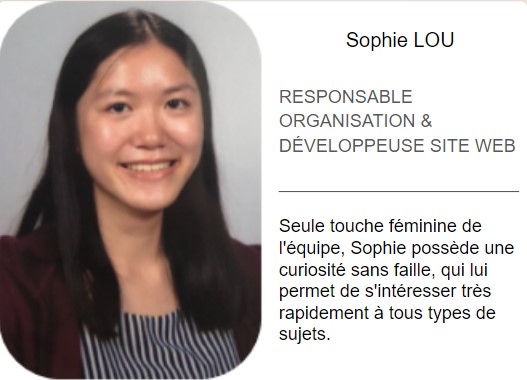 Sophie LOU
RESPONSABLE
ORGANISATION &
DÉVELOPPEUSE SITE WEB
Seule touche féminine de
l'équipe, Sophie possède une
curiosité sans faille, qui lui
permet de s'intéresser très
rapidement à tous types de
sujets.